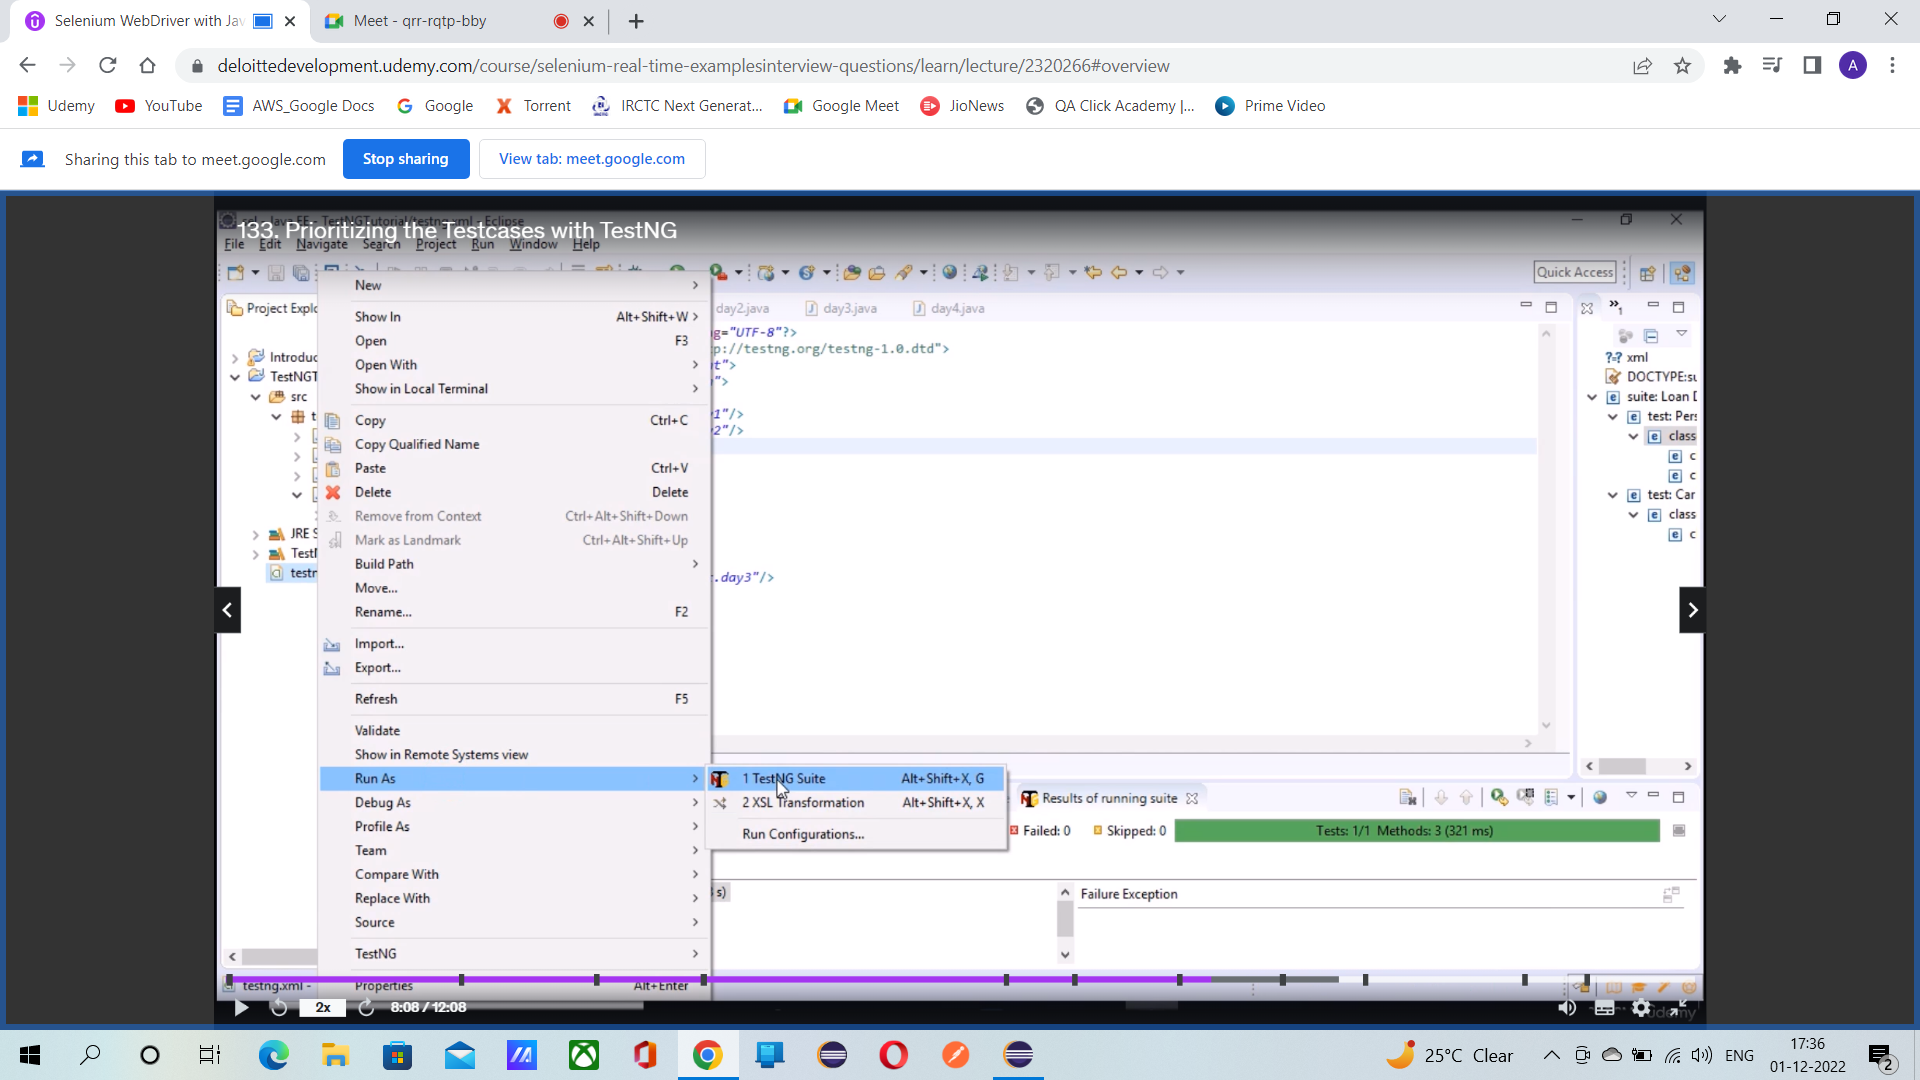 Selenium WebDriver with Jav
Meet - qrr-rqtp-bby
deloittedevelopment.udemy.com/course/selenium-real-time-examplesinterview-questions/learn/lecture/2320266#overview
A
Udemy
YouTube
AWS_Google Docs
Google
Torrent
IRCTC Next Generat...
Google Meet
JioNews
QA Click Academy |...
Prime Video
Sharing this tab to meet.google.com
Stop sharing
View tab: meet.google.com
133. Prioritizing the Testcases with TestNG
File Edit Navigate Search Project Run Window Help
Quick Access
Project Explo
day2.java
day3.java
day4.java
Introduc
TestNGT
src
t
JRE S
TestN
testn
New
Show In Alt+Shift+W
Open F3
Open With
Show in Local Terminal
Copy Ctrl+C
Copy Qualified Name
Paste Ctrl+V
Delete Delete
Remove from Context Ctrl+Alt+Shift+Down
Mark as Landmark Ctrl+Alt+Shift+Up
Build Path
Move...
Rename... F2
Import...
Export...
Refresh F5
Validate
Show in Remote Systems view
Run As
Debug As
Profile As
Team
Compare With
Replace With
Source
TestNG
Properties Alt+Enter
1 TestNG Suite Alt+Shift+X, G
2 XSL Transformation Alt+Shift+X, X
Run Configurations...
g="UTF-8"?>
p://testng.org/testng-1.0.dtd">
t">
">
1"/>
2"/>
.day3"/>
xml
DOCTYPE:su
suite: Loan D
test: Pers
class
c
c
test: Car
class
c
Results of running suite
Failed: 0
Skipped: 0
Tests: 1/1 Methods: 3 (321 ms)
s)
Failure Exception
testng.xml -
2x
8:08 / 12:08
Udemy
25°C Clear
ENG
17:36
01-12-2022
2